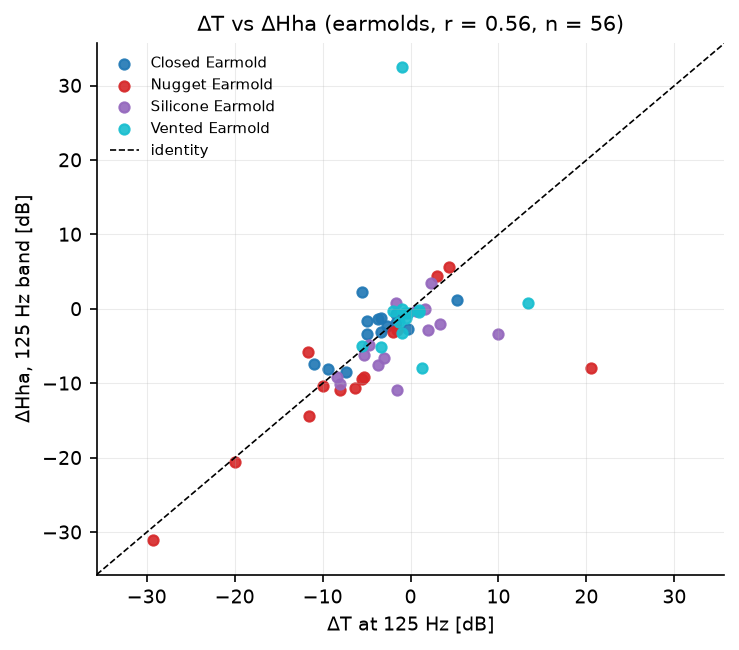 ΔT vs ΔHha (earmolds, r = 0.56, n = 56)
Closed Earmold
Nugget Earmold
Silicone Earmold
Vented Earmold
identity
30
20
10
0
−10
−20
−30
ΔHha, 125 Hz band [dB]
−30 −20 −10 0 10 20 30
ΔT at 125 Hz [dB]